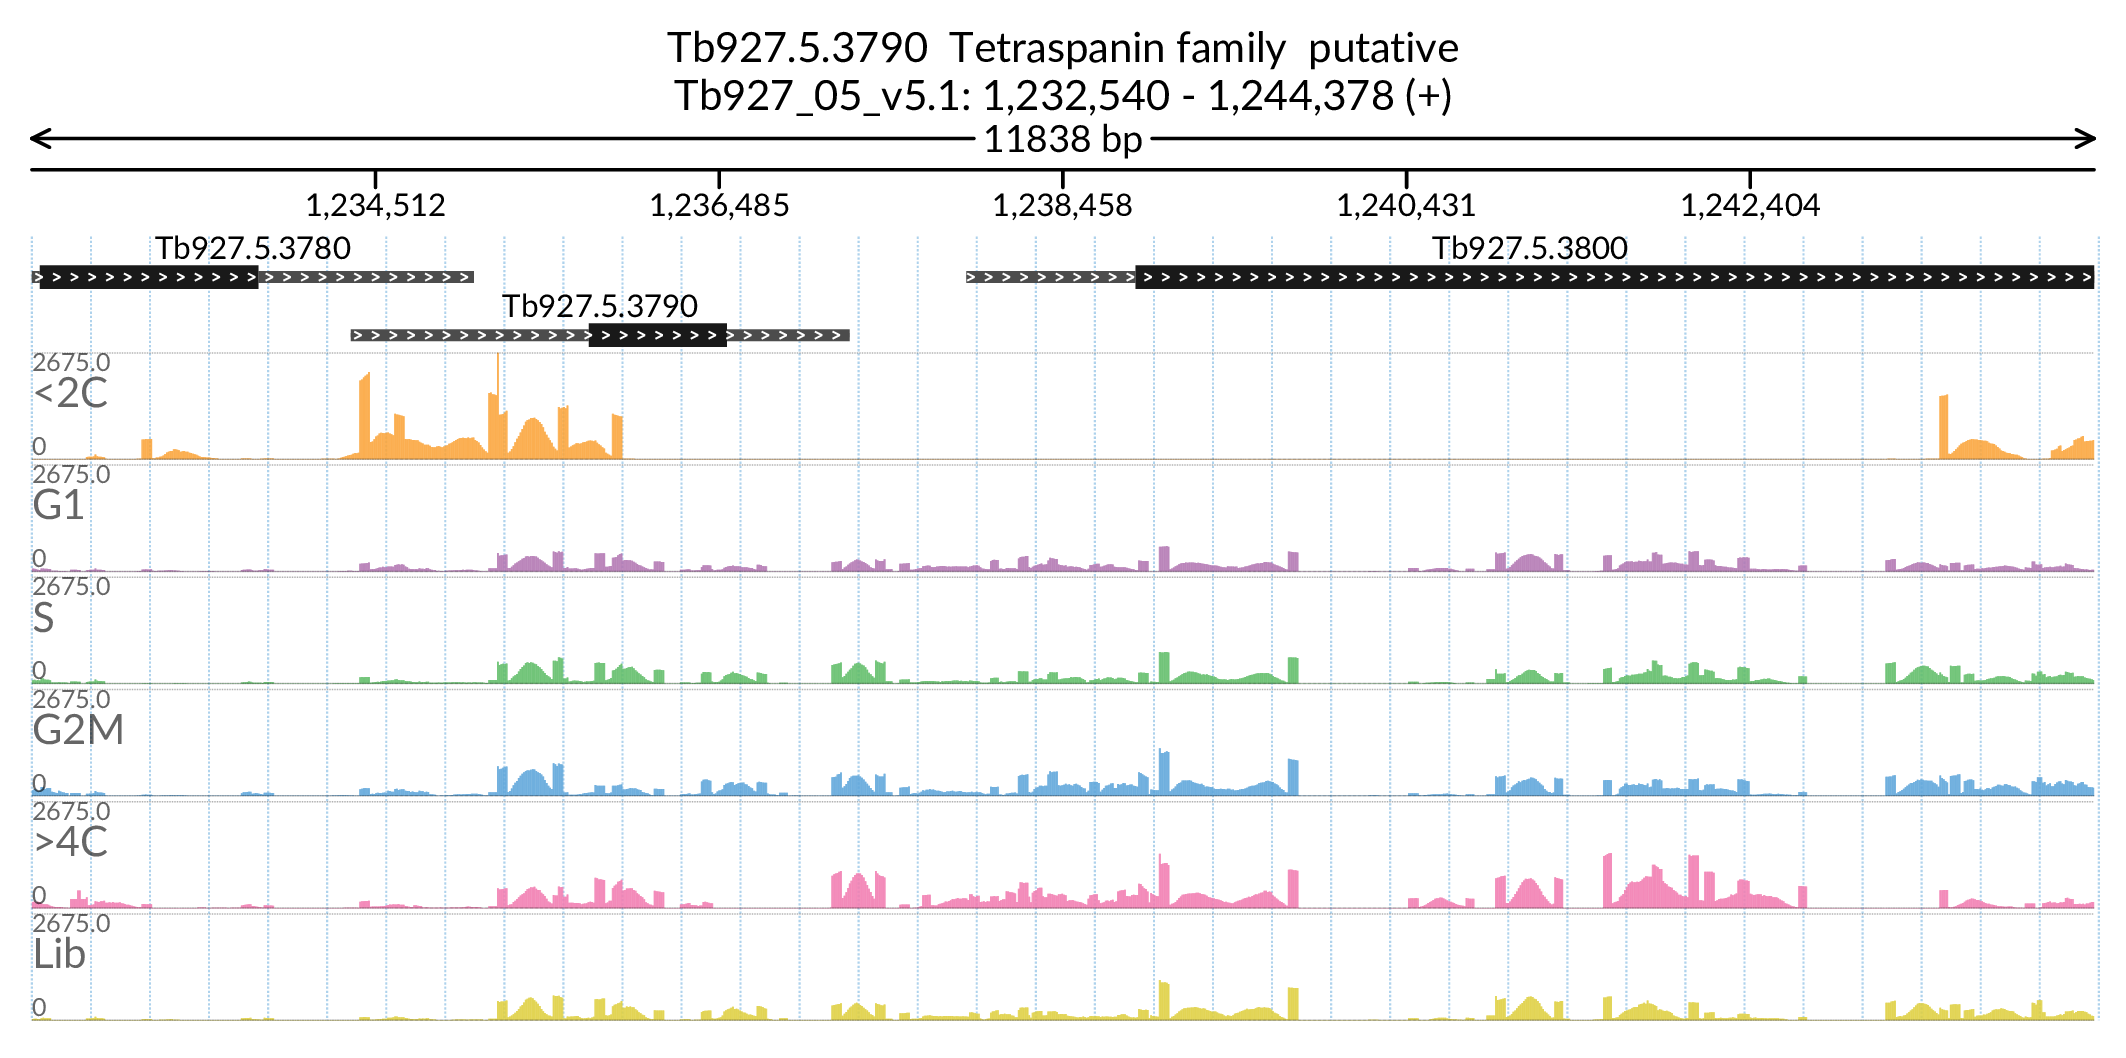 Tb927.5.3790  Tetraspanin family  putative
Tb927_05_v5.1: 1,232,540 - 1,244,378 (+)
11838 bp
1,234,512 1,236,485 1,238,458 1,240,431 1,242,404
Tb927.5.3780 Tb927.5.3800
Tb927.5.3790
2675.0
<2C
0
2675.0
G1
0
2675.0
S
0
2675.0
G2M
0
2675.0
>4C
0
2675.0
Lib
0